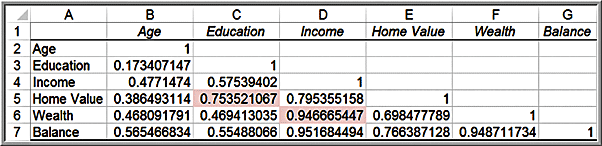 A B C D E F G
1 Age Education Income Home Value Wealth Balance
2 Age 1
3 Education 0.173407147 1
4 Income 0.4771474 0.57539402 1
5 Home Value 0.386493114 0.753521067 0.795355158 1
6 Wealth 0.468091791 0.469413035 0.946665447 0.698477789 1
7 Balance 0.565466834 0.55488066 0.951684494 0.766387128 0.948711734 1